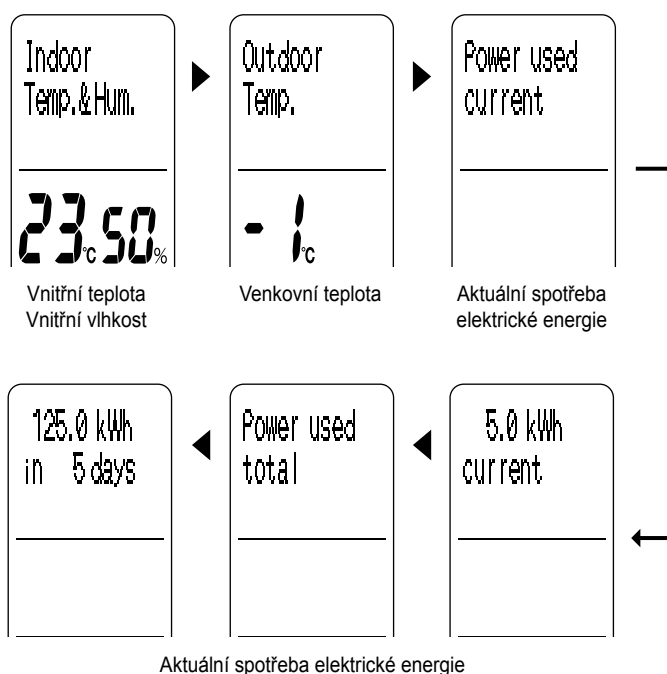 Indoor
Temp.&Hum.
23°C 50%
Vnitřní teplota
Vnitřní vlhkost
Outdoor
Temp.
-1°C
Venkovní teplota
Power used
current
Aktuální spotřeba
elektrické energie
5.0 kWh
current
Power used
total
125.0 kWh
in 5 days
Aktuální spotřeba elektrické energie